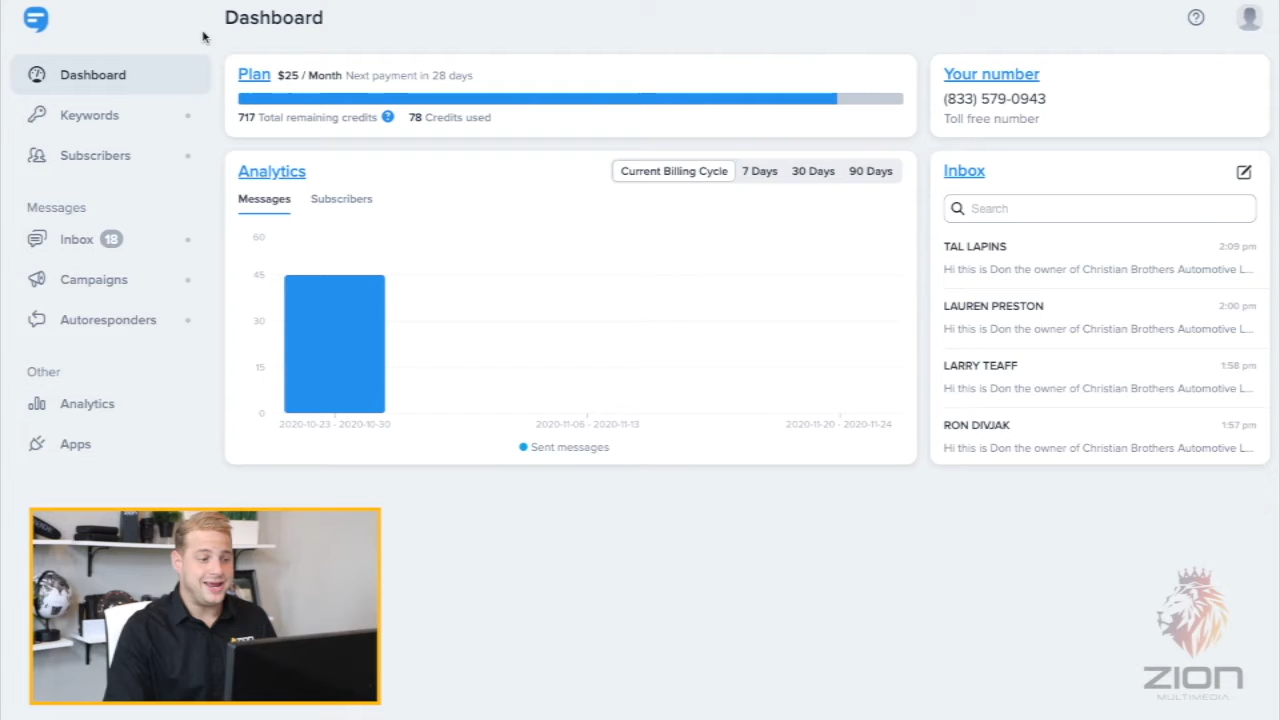 Dashboard
Dashboard
Keywords
Subscribers
Messages
Inbox 18
Campaigns
Autoresponders
Other
Analytics
Apps
Plan $25 / Month Next payment in 28 days
717 Total remaining credits ? 78 Credits used
Your number
(833) 579-0943
Toll free number
Analytics
Current Billing Cycle 7 Days 30 Days 90 Days
Messages Subscribers
60
45
30
15
0
2020-10-23 - 2020-10-30 2020-11-06 - 2020-11-13 2020-11-20 - 2020-11-24
Sent messages
Inbox
Search
TAL LAPINS 2:09 pm
Hi this is Don the owner of Christian Brothers Automotive L...
LAUREN PRESTON 2:00 pm
Hi this is Don the owner of Christian Brothers Automotive L...
LARRY TEAFF 1:58 pm
Hi this is Don the owner of Christian Brothers Automotive L...
RON DIVJAK 1:57 pm
Hi this is Don the owner of Christian Brothers Automotive L...
ZION
ZION
MULTIMEDIA